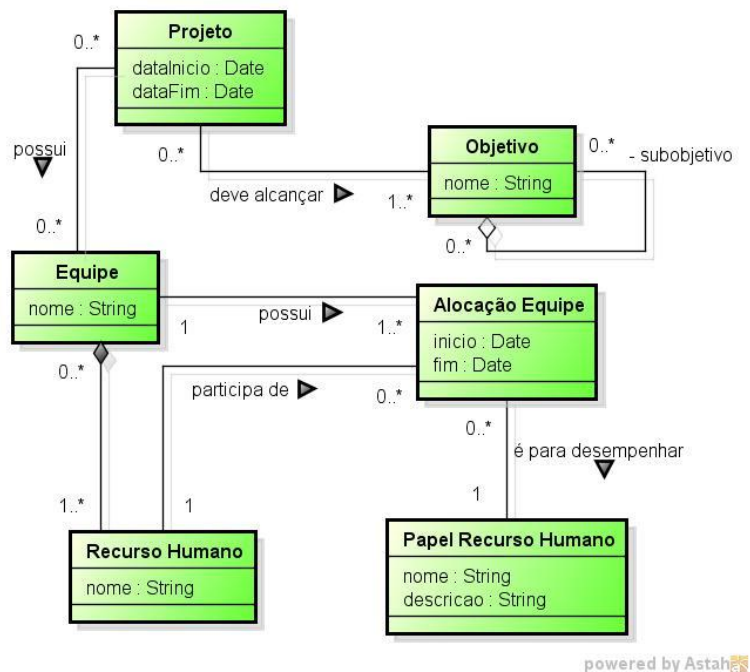 Projeto
dataInicio : Date
dataFim : Date
0..*
possui
0..*
0..*
deve alcançar
1..*
Objetivo
nome : String
0..*
- subobjetivo
0..*
Equipe
nome : String
1
possui
1..*
Alocação Equipe
inicio : Date
fim : Date
0..*
participa de
0..*
0..*
é para desempenhar
1..*
1
1
Recurso Humano
nome : String
Papel Recurso Humano
nome : String
descricao : String
powered by Astah